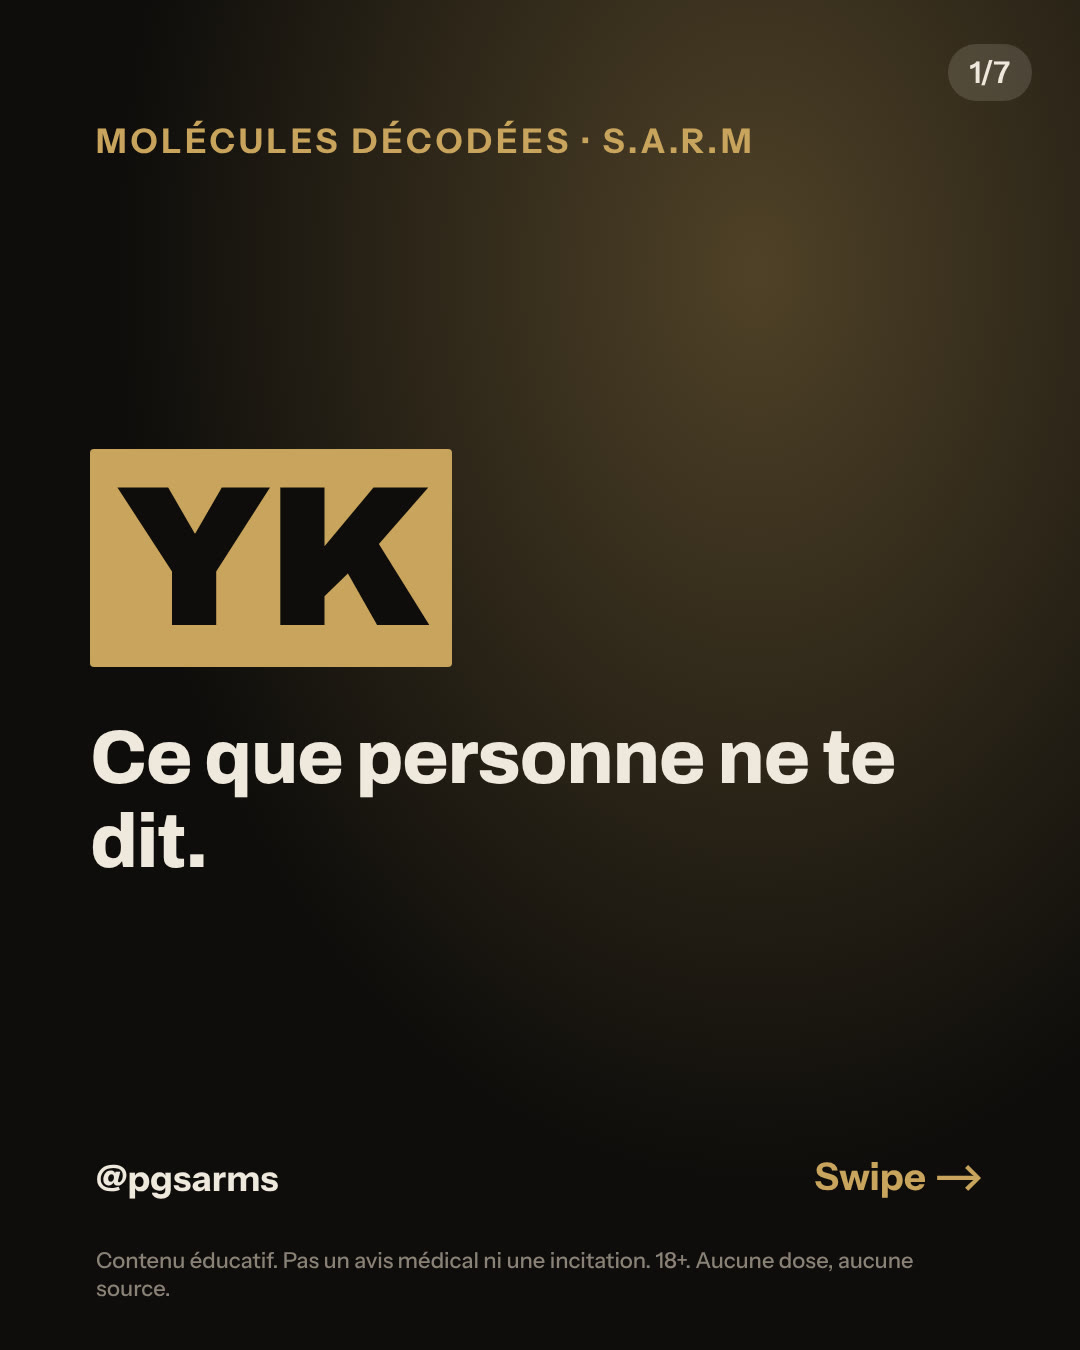 1/7
MOLÉCULES DÉCODÉES · S.A.R.M
YK
Ce que personne ne te
dit.
@pgsarms
Swipe →
Contenu éducatif. Pas un avis médical ni une incitation. 18+. Aucune dose, aucune
source.